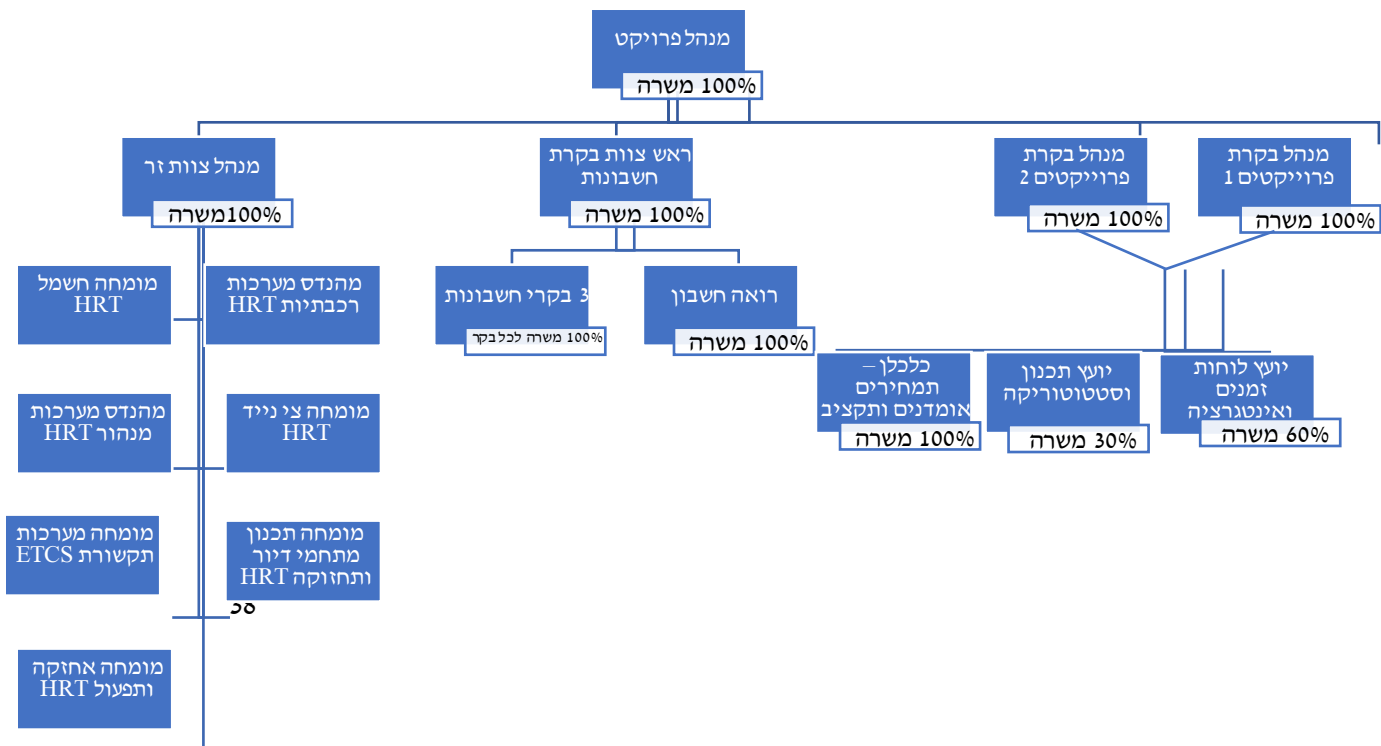 מנהל פרויקט
100% משרה
מנהל בקרת
פרוייקטים 1
100% משרה
מנהל בקרת
פרוייקטים 2
100% משרה
ראש צוות בקרת
חשבונות
100% משרה
מנהל צוות זר
100%משרה
יועץ לוחות
זמנים
ואינטגרציה
60% משרה
יועץ תכנון
וסטטוטוריקה
30% משרה
כלכלן –
תמחירים
אומדנים ותקציב
100% משרה
רואה חשבון
100% משרה
3 בקרי חשבונות
100% משרה לכל בקר
מהנדס מערכות
רכבתיות HRT
מומחה חשמל
HRT
מומחה צי נייד
HRT
מהנדס מערכות
מנהור HRT
מומחה תכנון
מתחמי דיור
ותחזוקה HRT
מומחה מערכות
תקשורת ETCS
סכ
מומחה אחזקה
ותפעול HRT